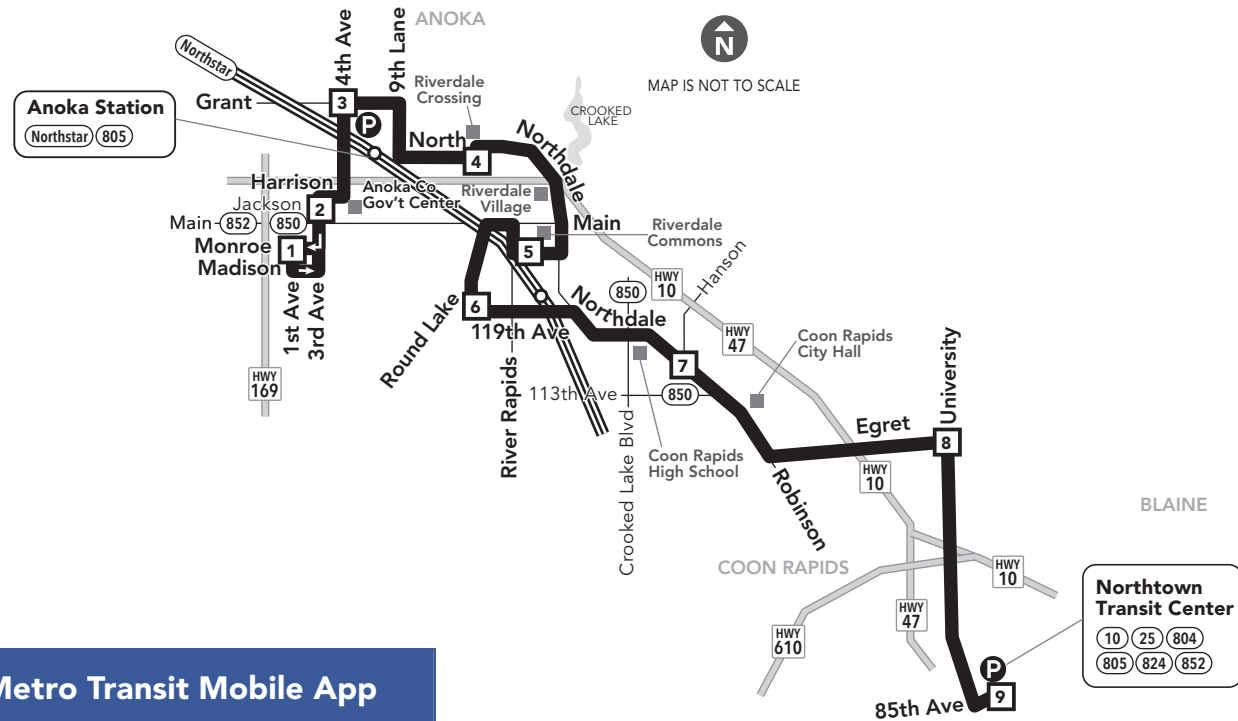 ANOKA
4th Ave
9th Lane
Northstar
N
MAP IS NOT TO SCALE
Anoka Station
Northstar 805
Grant
3
P
Riverdale
Crossing
CROOKED
LAKE
North
4
Northdale
Harrison
Jackson
2
Anoka Co
Gov't Center
Riverdale
Village
Main 852 850
Main
Riverdale
Commons
Monroe
1
Madison
5
1st Ave
3rd Ave
HWY
169
Round Lake
6
119th Ave
River Rapids
850
Northdale
HWY
10
Hanson
HWY
47
7
113th Ave
850
Crooked Lake Blvd
Coon Rapids
High School
Coon Rapids
City Hall
Robinson
Egret
University
8
HWY
10
BLAINE
COON RAPIDS
HWY
10
HWY
47
HWY
610
Northtown
Transit Center
10 25 804
805 824 852
P
85th Ave
9
Metro Transit Mobile App